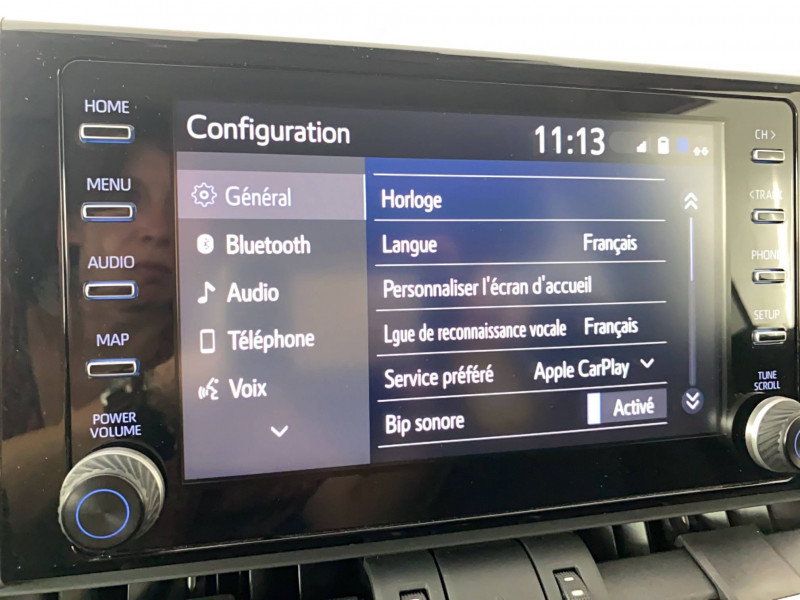 HOME
MENU
AUDIO
MAP
POWER
VOLUME
Configuration
11:13
Général
Bluetooth
Audio
Téléphone
Voix
Horloge
Langue Français
Personnaliser l'écran d'accueil
Lgue de reconnaissance vocale Français
Service préféré Apple CarPlay
Bip sonore Activé
CH >
< TRACK
PHONE
SETUP
TUNE
SCROLL